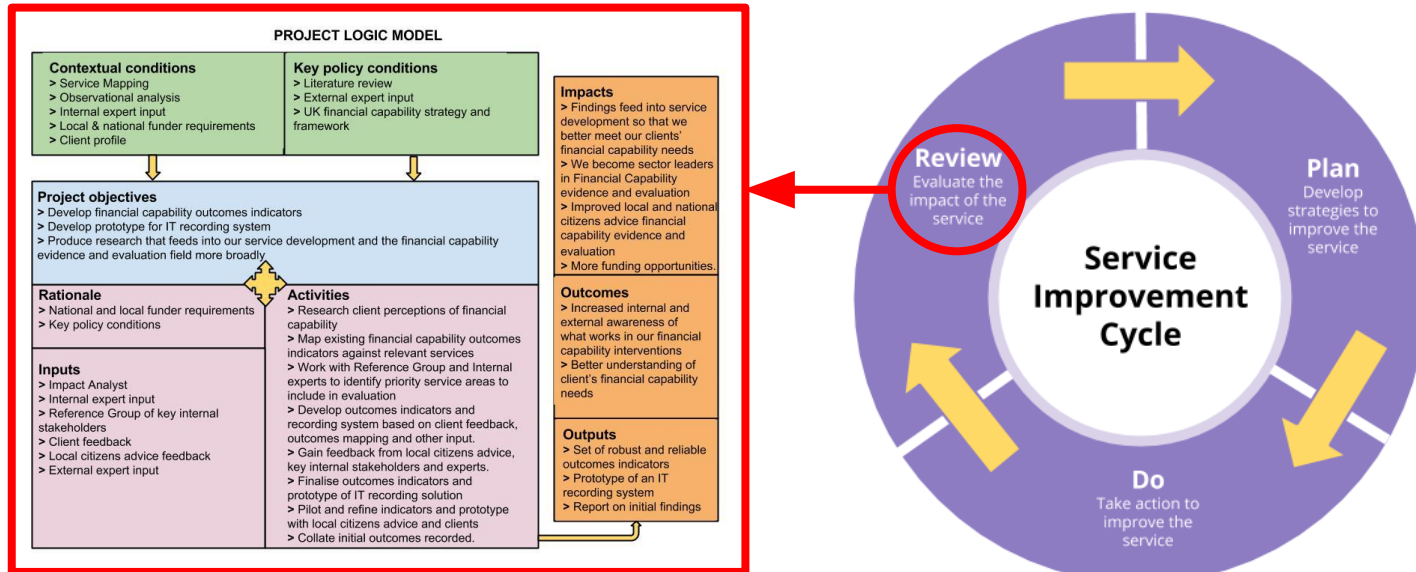 PROJECT LOGIC MODEL
Contextual conditions
> Service Mapping
> Observational analysis
> Internal expert input
> Local & national funder requirements
> Client profile
Key policy conditions
> Literature review
> External expert input
> UK financial capability strategy and
framework
Project objectives
> Develop financial capability outcomes indicators
> Develop prototype for IT recording system
> Produce research that feeds into our service development and the financial capability
evidence and evaluation field more broadly
Rationale
> National and local funder requirements
> Key policy conditions
Inputs
> Impact Analyst
> Internal expert input
> Reference Group of key internal
stakeholders
> Client feedback
> Local citizens advice feedback
> External expert input
Activities
> Research client perceptions of financial
capability
> Map existing financial capability outcomes
indicators against relevant services
> Work with Reference Group and Internal
experts to identify priority service areas to
include in evaluation
> Develop outcomes indicators and
recording system based on client feedback,
outcomes mapping and other input.
> Gain feedback from local citizens advice,
key internal stakeholders and experts.
> Finalise outcomes indicators and
prototype of IT recording solution
> Pilot and refine indicators and prototype
with local citizens advice and clients
> Collate initial outcomes recorded.
Impacts
> Findings feed into service
development so that we
better meet our clients'
financial capability needs
> We become sector leaders
in Financial Capability
evidence and evaluation
> Improved local and national
citizens advice financial
capability evidence and
evaluation
> More funding opportunities.
Outcomes
> Increased internal and
external awareness of
what works in our financial
capability interventions
> Better understanding of
client's financial capability
needs
Outputs
> Set of robust and reliable
outcomes indicators
> Prototype of an IT
recording system
> Report on initial findings
Review
Evaluate the
impact of the
service
Plan
Develop
strategies to
improve the
service
Service
Improvement
Cycle
Do
Take action to
improve the
service